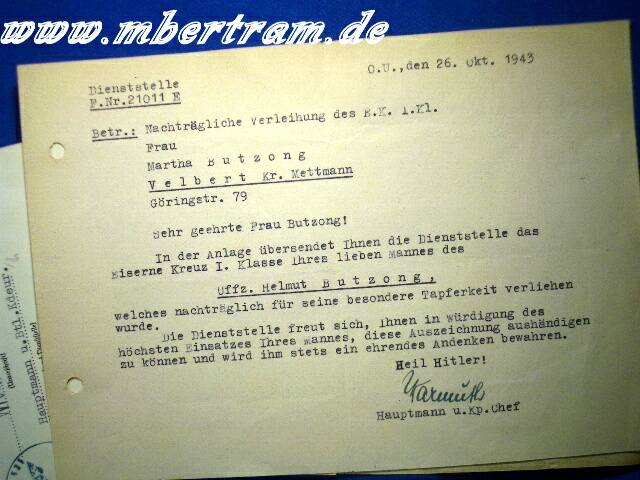 www.mbertram.de
O.U.,den 26. Okt. 1943
Dienststelle
F.Nr.21011 E
Betr.: Nachträgliche Verleihung des E.K. I.Kl.
Frau
Martha Butzong
Velbert Kr. Mettmann
Göringstr. 79
Sehr geehrte Frau Butzong!
In der Anlage übersendet Ihnen die Dienststelle das
Eiserne Kreuz I. Klasse Ihres lieben Mannes des
Uffz. Helmut Butzong,
welches nachträglich für seine besondere Tapferkeit verliehen
wurde.
Die Dienststelle freut sich, Ihnen in Würdigung des
höchsten Einsatzes Ihres Mannes, diese Auszeichnung aushändigen
zu können und wird ihm stets ein ehrendes Andenken bewahren.
Heil Hitler!
Warmuth
Hauptmann u.Kp.Chef
Hauptmann u.Btl.Kdeur.